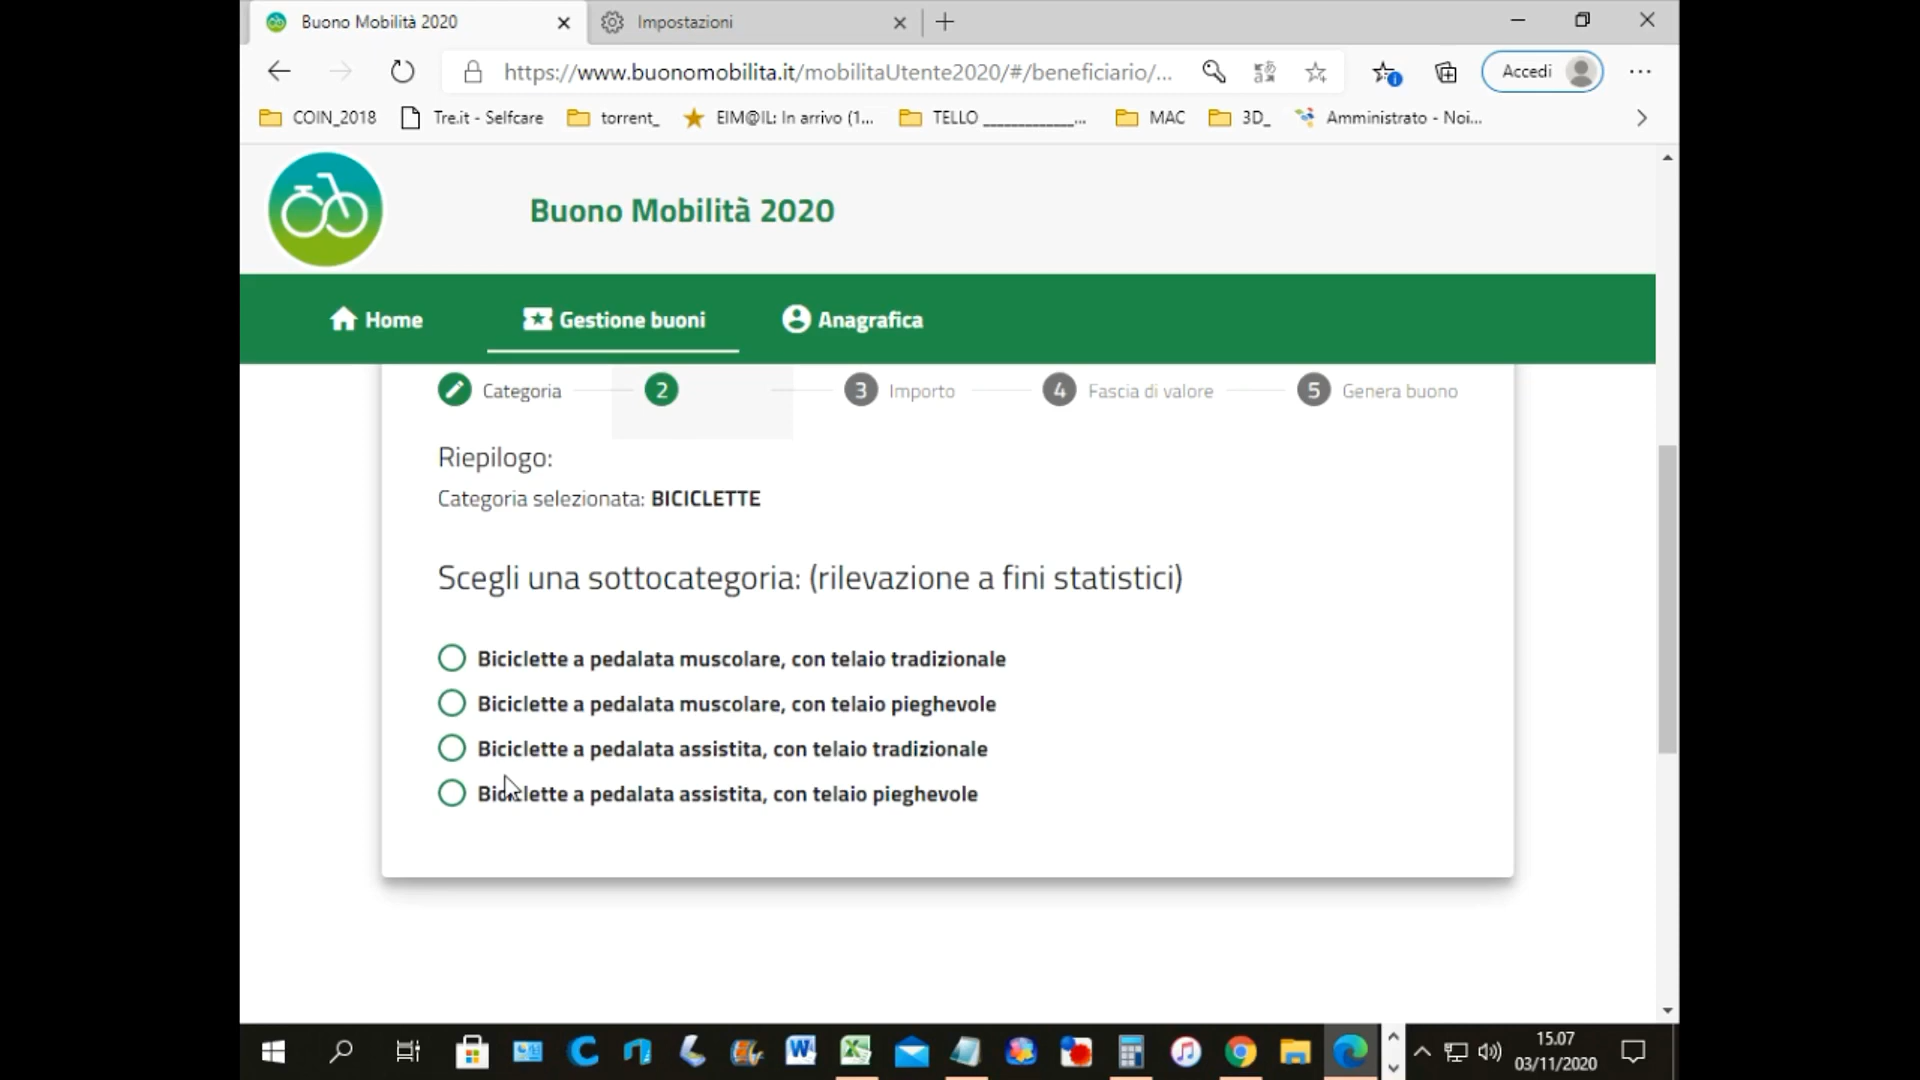 Buono Mobilità 2020
Impostazioni
https://www.buonomobilita.it/mobilitaUtente2020/#/beneficiario/...
Accedi
COIN_2018
Tre.it - Selfcare
torrent_
EIM@IL: In arrivo (1...
TELLO ____________...
MAC
3D_
Amministrato - Noi...
Buono Mobilità 2020
Home
Gestione buoni
Anagrafica
Categoria
2
3 Importo
4 Fascia di valore
5 Genera buono
Riepilogo:
Categoria selezionata: BICICLETTE
Scegli una sottocategoria: (rilevazione a fini statistici)
Biciclette a pedalata muscolare, con telaio tradizionale
Biciclette a pedalata muscolare, con telaio pieghevole
Biciclette a pedalata assistita, con telaio tradizionale
Biciclette a pedalata assistita, con telaio pieghevole
15.07
03/11/2020